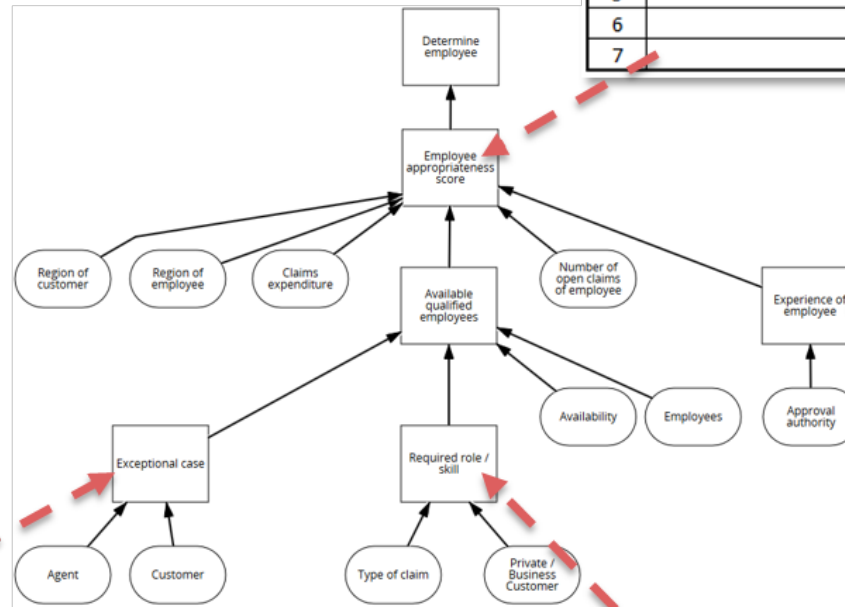 6
7
Determine
employee
Employee
appropriateness
score
Region of
customer
Region of
employee
Claims
expenditure
Available
qualified
employees
Number of
open claims
of employee
Experience of
employee
Availability
Employees
Approval
authority
Exceptional case
Required role /
skill
Agent
Customer
Type of claim
Private /
Business
Customer